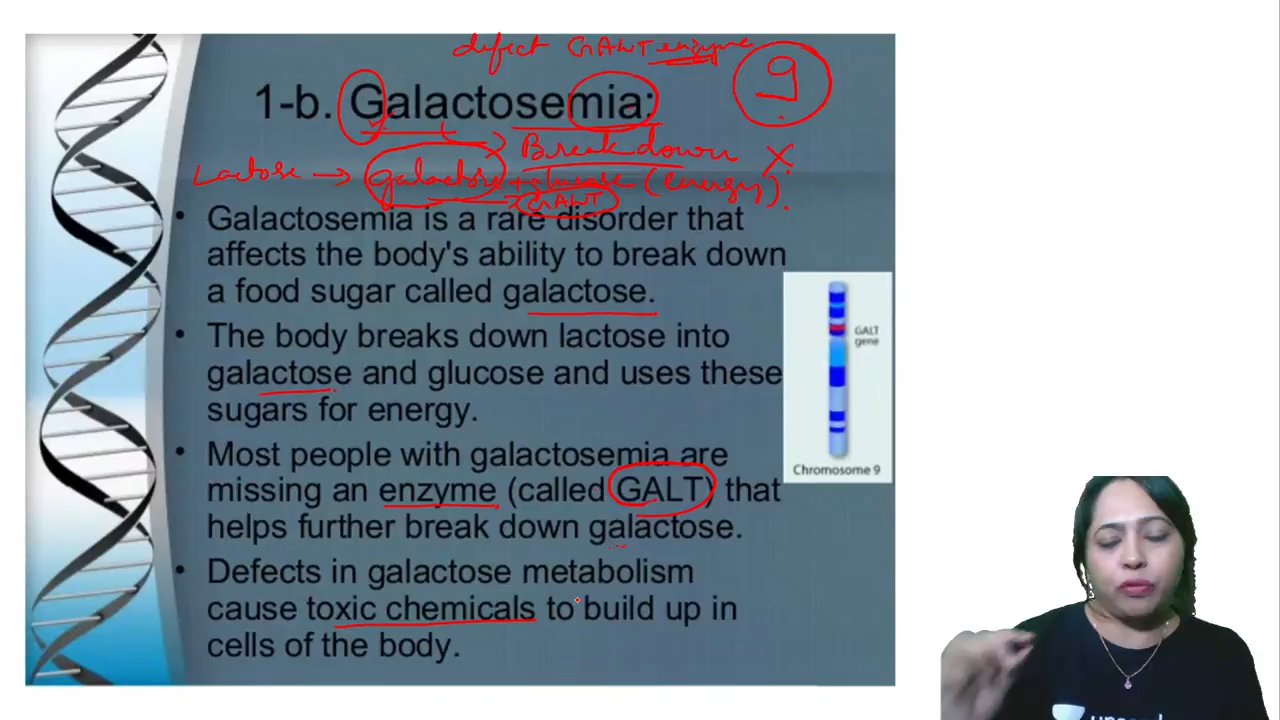 defect GALT enzyme
1-b. Galactosemia:
9
Break down X
Lactose → galactose + glucose (energy).
GALT
• Galactosemia is a rare disorder that
affects the body's ability to break down
a food sugar called galactose.
• The body breaks down lactose into
galactose and glucose and uses these
sugars for energy.
• Most people with galactosemia are
missing an enzyme (called GALT) that
helps further break down galactose.
• Defects in galactose metabolism
cause toxic chemicals to build up in
cells of the body.
GALT
gene
Chromosome 9